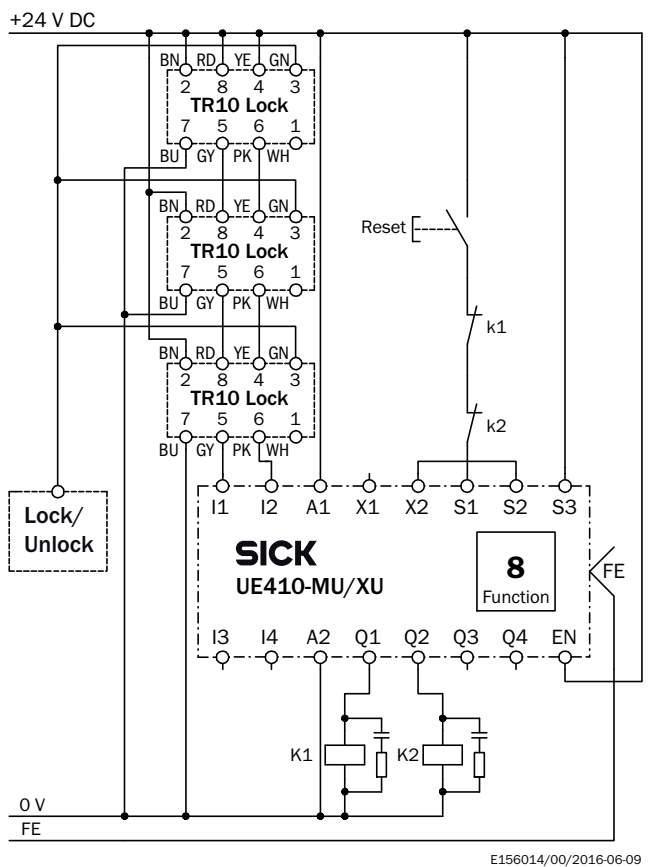 +24 V DC
BN RD YE GN
2 8 4 3
TR10 Lock
7 5 6 1
BU GY PK WH
BN RD YE GN
2 8 4 3
TR10 Lock
7 5 6 1
BU GY PK WH
Reset
k1
BN RD YE GN
2 8 4 3
TR10 Lock
7 5 6 1
BU GY PK WH
k2
Lock/
Unlock
I1 I2 A1 X1 X2 S1 S2 S3
SICK
UE410-MU/XU
8
Function
FE
I3 I4 A2 Q1 Q2 Q3 Q4 EN
K1 K2
0 V
FE
E156014/00/2016-06-09